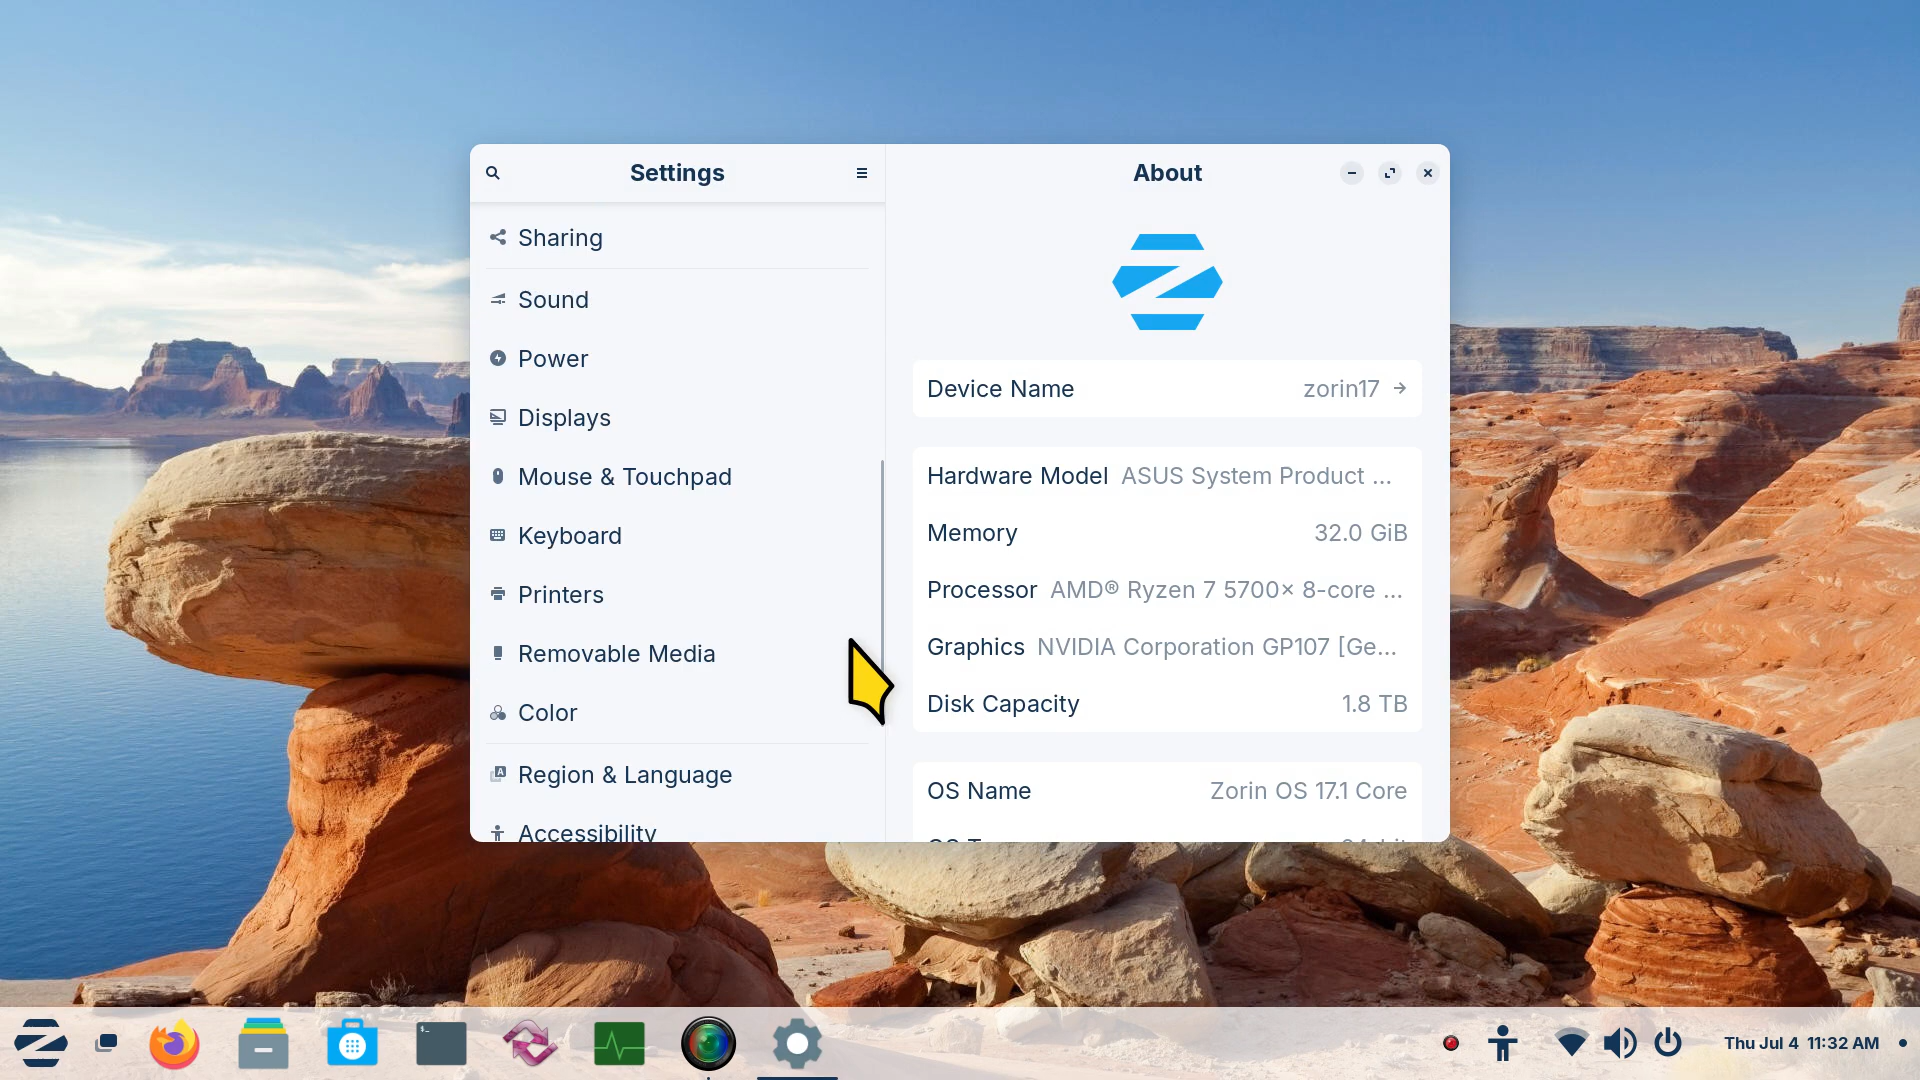 Settings
About
Sharing
Sound
Power
Displays
Mouse & Touchpad
Keyboard
Printers
Removable Media
Color
Region & Language
Accessibility
Device Name zorin17
Hardware Model ASUS System Product ...
Memory 32.0 GiB
Processor AMD® Ryzen 7 5700× 8-core ...
Graphics NVIDIA Corporation GP107 [Ge...
Disk Capacity 1.8 TB
OS Name Zorin OS 17.1 Core
Thu Jul 4 11:32 AM